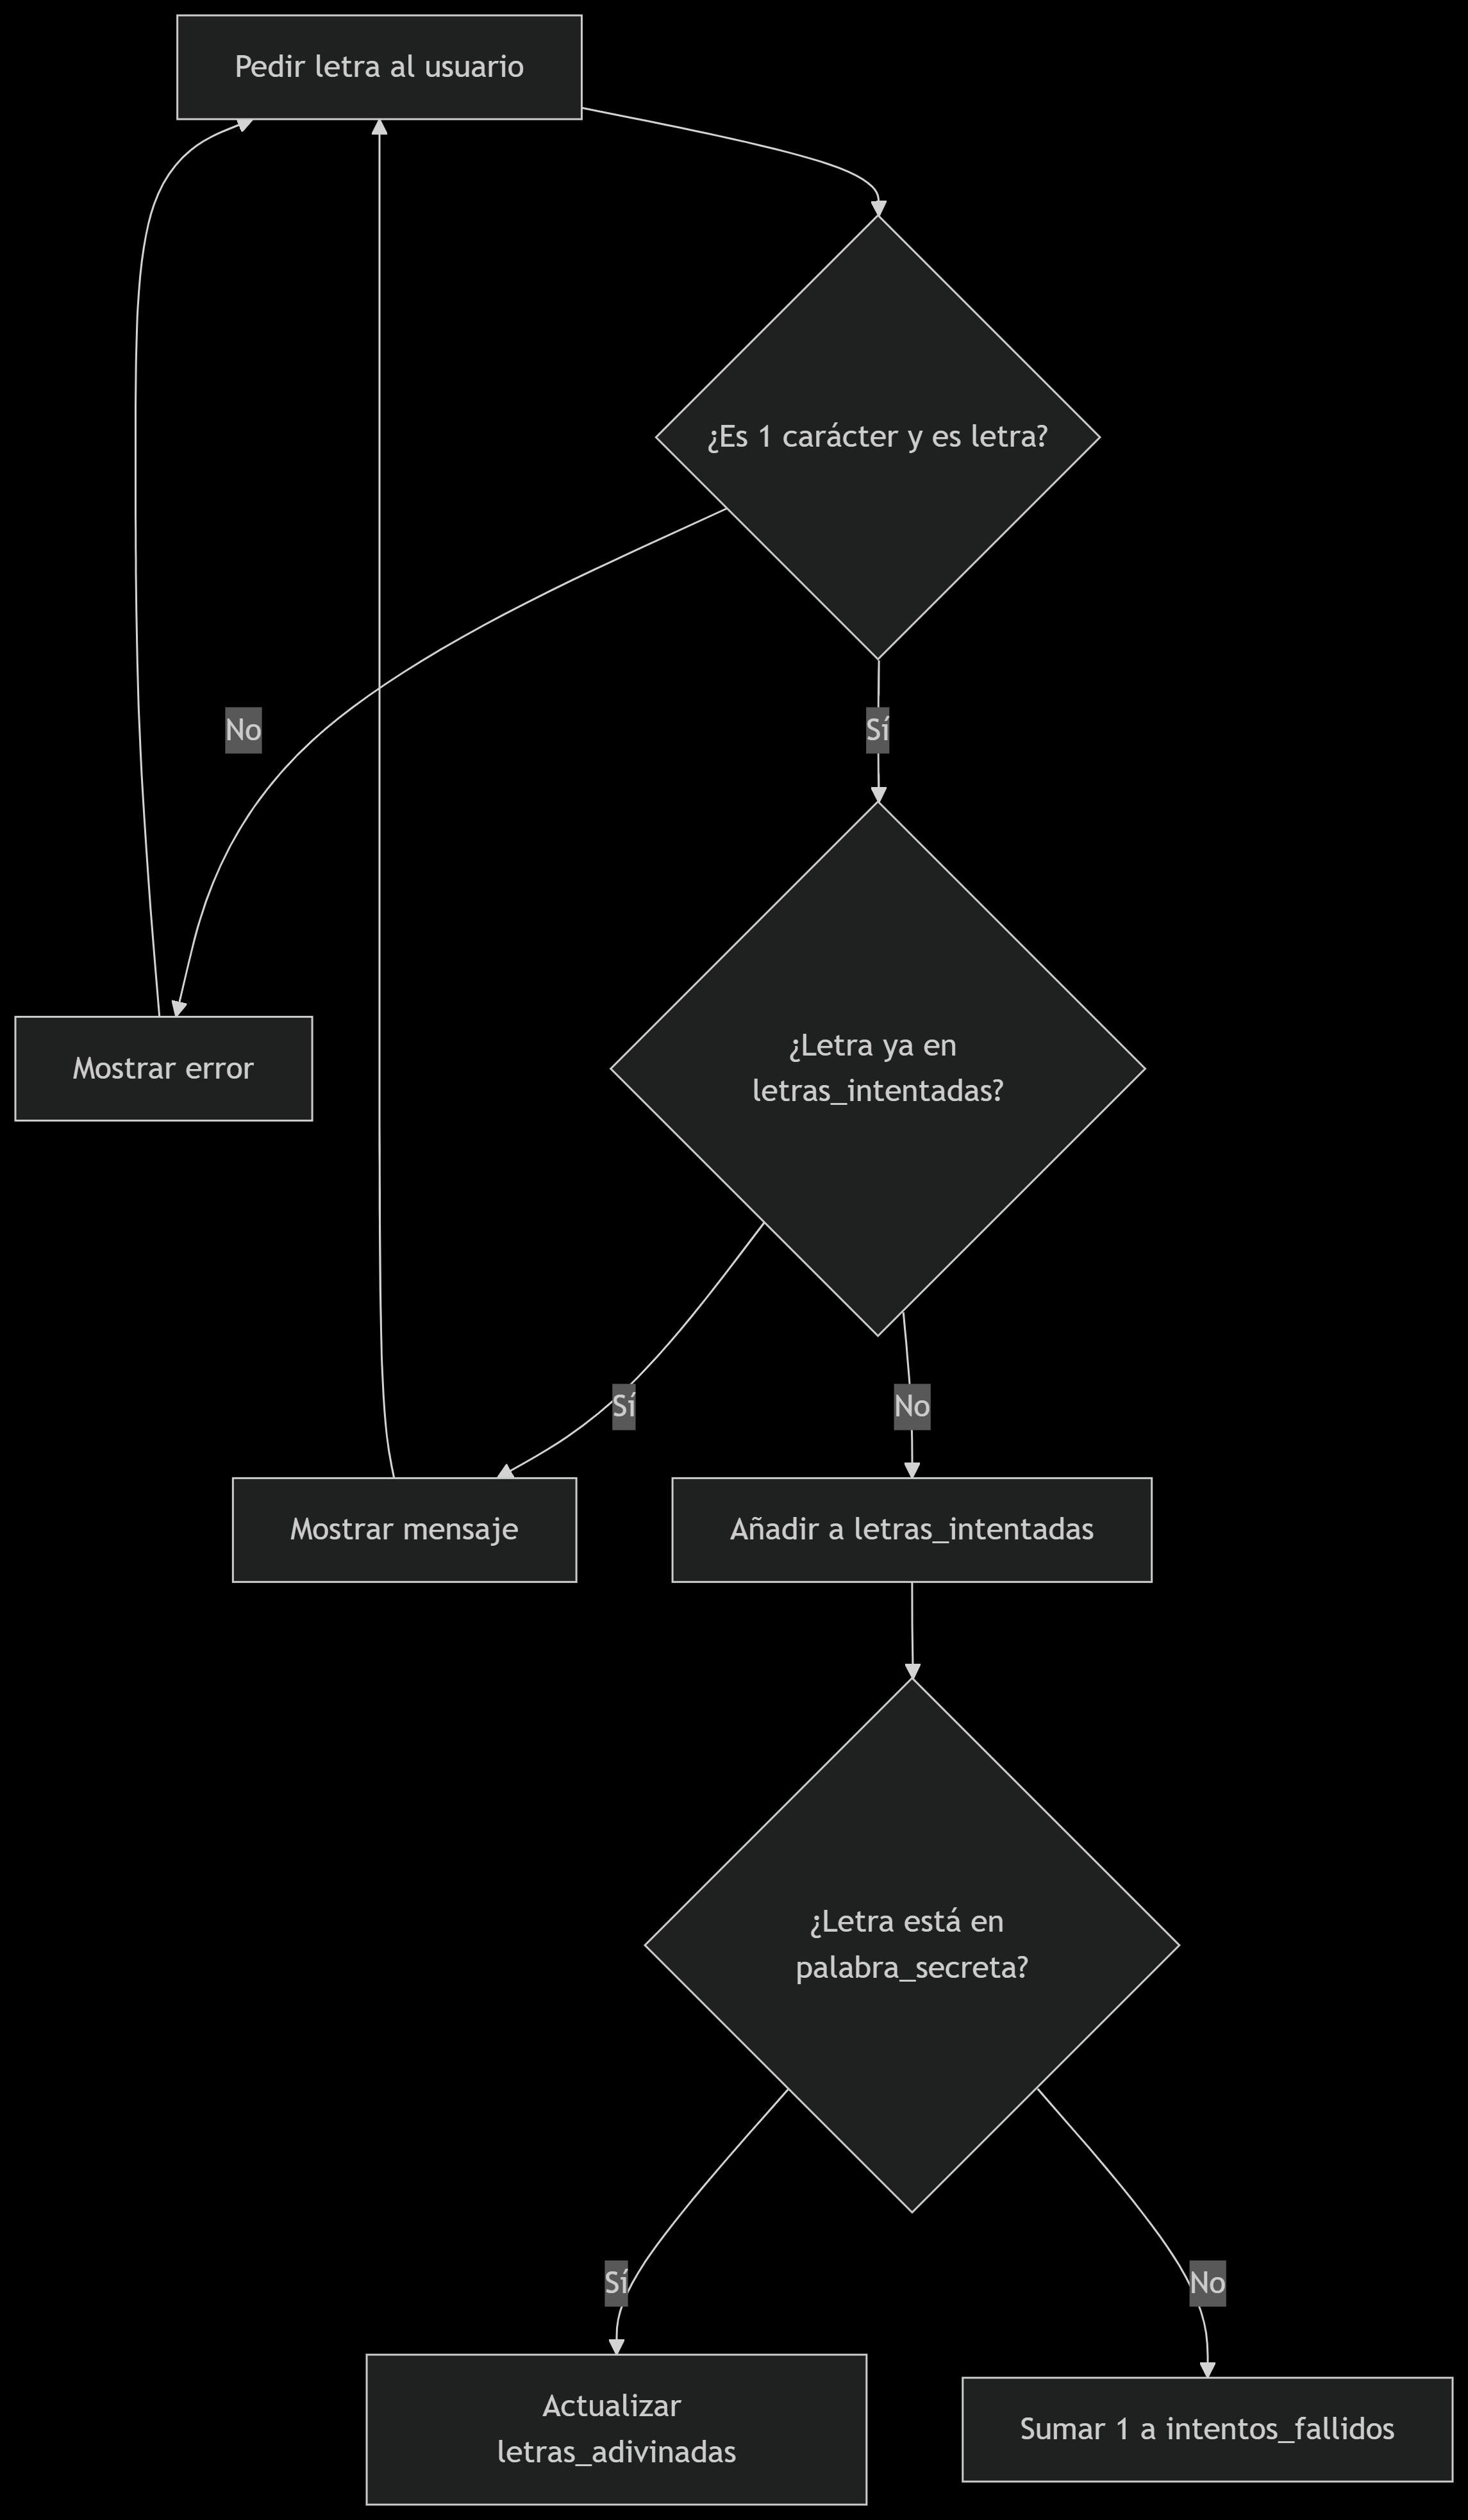 Pedir letra al usuario
¿Es 1 carácter y es letra?
No
Sí
¿Letra ya en
letras_intentadas?
Mostrar error
Sí
No
Mostrar mensaje
Añadir a letras_intentadas
¿Letra está en
palabra_secreta?
Sí
No
Actualizar
letras_adivinadas
Sumar 1 a intentos_fallidos